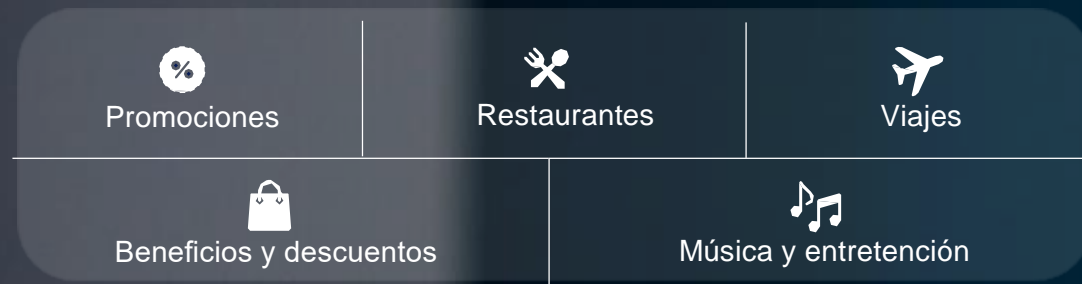 Promociones
Restaurantes
Viajes
Beneficios y descuentos
Música y entretención